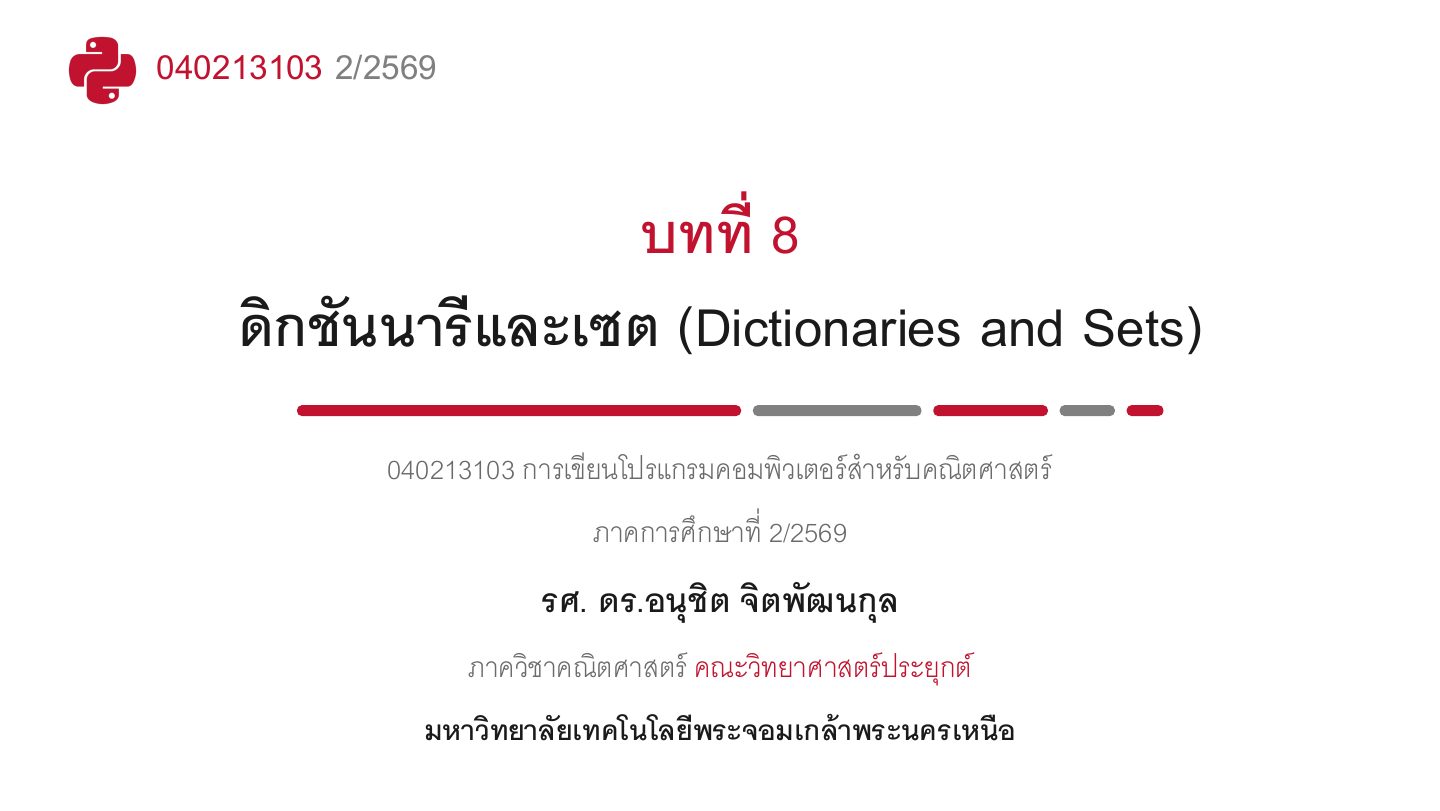 040213103 2/2569
บทที่ 8
ดิกชันนารีและเซต (Dictionaries and Sets)
040213103 การเขียนโปรแกรมคอมพิวเตอร์สำหรับคณิตศาสตร์
ภาคการศึกษาที่ 2/2569
รศ. ดร.อนุชิต จิตพัฒนกุล
ภาควิชาคณิตศาสตร์ คณะวิทยาศาสตร์ประยุกต์
มหาวิทยาลัยเทคโนโลยีพระจอมเกล้าพระนครเหนือ